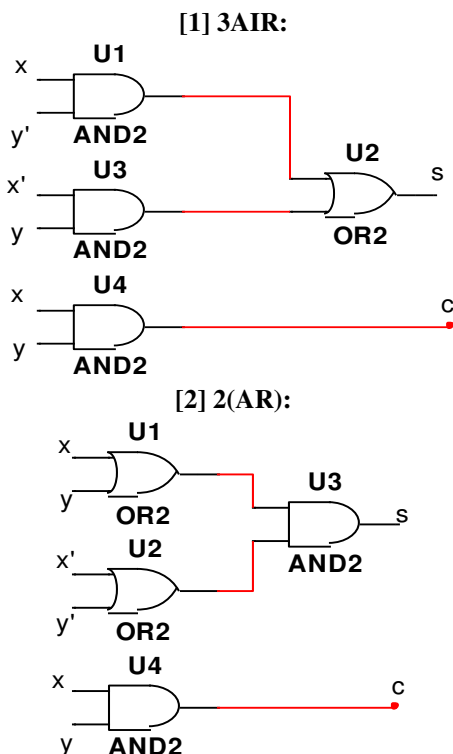 [1] 3AIR:
U1
x
y'
AND2
U3
x'
y
AND2
U2
s
OR2
U4
x
y
AND2
c
[2] 2(AR):
U1
x
y
OR2
U2
x'
y'
OR2
U3
s
AND2
U4
x
y
AND2
c